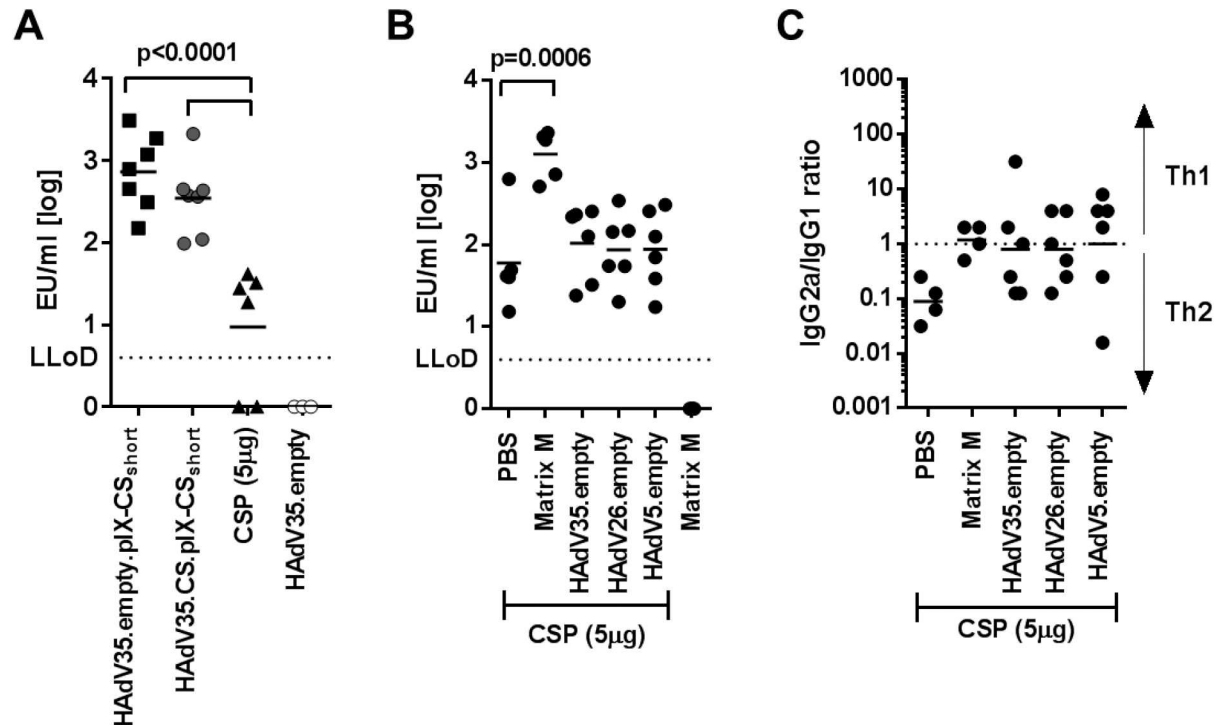 A
p<0.0001
4
3
2
1
LLoD
0
EU/ml [log]
HAdV35.empty.pIX-CSshort
HAdV35.CS.pIX-CSshort
CSP (5μg)
HAdV35.empty
B
p=0.0006
4
3
2
1
LLoD
0
EU/ml [log]
PBS
Matrix M
HAdV35.empty
HAdV26.empty
HAdV5.empty
Matrix M
CSP (5μg)
C
1000
100
10
1
0.1
0.01
0.001
IgG2a/IgG1 ratio
Th1
Th2
PBS
Matrix M
HAdV35.empty
HAdV26.empty
HAdV5.empty
CSP (5μg)